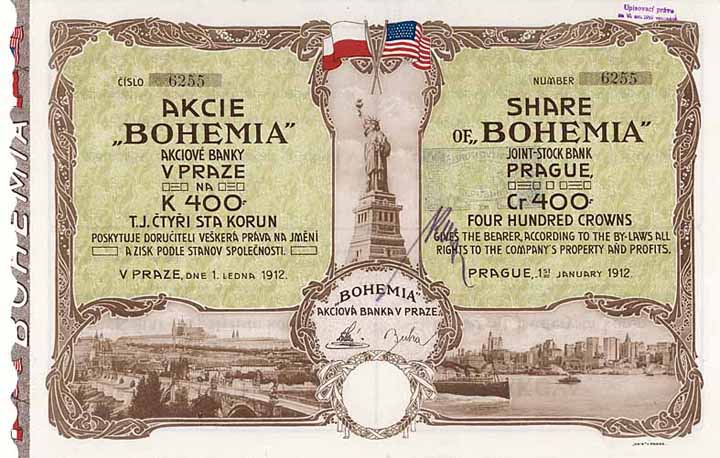 Upisovací právo
ČÍSLO 6255
AKCIE
„BOHEMIA"
AKCIOVÉ BANKY
V PRAZE
NA
K 400·-
T.J. ČTYŘI STA KORUN
POSKYTUJE DORUČITELI VEŠKERÁ PRÁVA NA JMĚNÍ
A ZISK PODLE STANOV SPOLEČNOSTI.
V PRAZE, DNE 1. LEDNA 1912.
NUMBER 6255
SHARE
OF „BOHEMIA"
JOINT-STOCK BANK
PRAGUE,
Cr 400·-
FOUR HUNDRED CROWNS
GIVES THE BEARER, ACCORDING TO THE BY-LAWS ALL
RIGHTS TO THE COMPANY'S PROPERTY AND PROFITS.
PRAGUE, 1ST JANUARY 1912.
„BOHEMIA"
AKCIOVÁ BANKA V PRAZE.
BOHEMIA